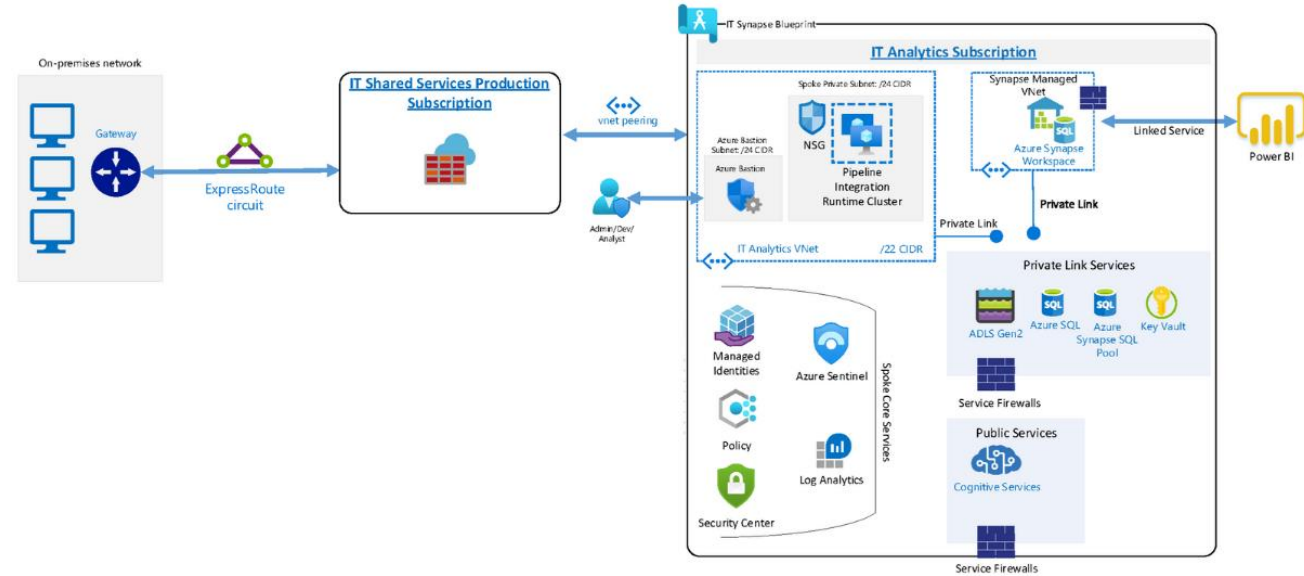 IT Synapse Blueprint
IT Analytics Subscription
On-premises network
Gateway
ExpressRoute
circuit
IT Shared Services Production
Subscription
vnet peering
Admin/Dev/
Analyst
Azure Bastion
Subnet: /24 CIDR
Azure Bastion
Spoke Private Subnet: /24 CIDR
NSG
Pipeline
Integration
Runtime Cluster
IT Analytics VNet
/22 CIDR
Synapse Managed
VNet
SQL
Azure Synapse
Workspace
Linked Service
Power BI
Private Link
Private Link
Private Link Services
ADLS Gen2
SQL
Azure SQL
SQL
Azure
Synapse SQL
Pool
Key Vault
Service Firewalls
Public Services
Cognitive Services
Service Firewalls
Managed
Identities
Azure Sentinel
Policy
Log Analytics
Security Center
Spoke Core Services